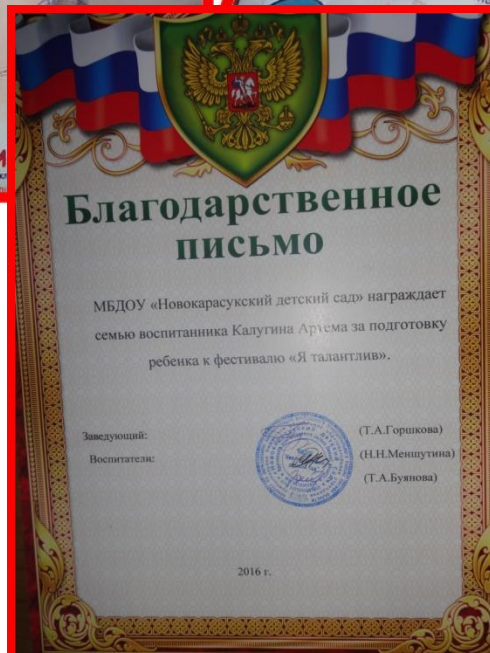 Благодарственное
письмо
МБДОУ «Новокарасукский детский сад» награждает
семью воспитанника Калугина Артема за подготовку
ребенка к фестивалю «Я талантлив».
Заведующий: (Т.А.Горшкова)
Воспитатели: (Н.Н.Меншутина)
(Т.А.Буянова)
2016 г.